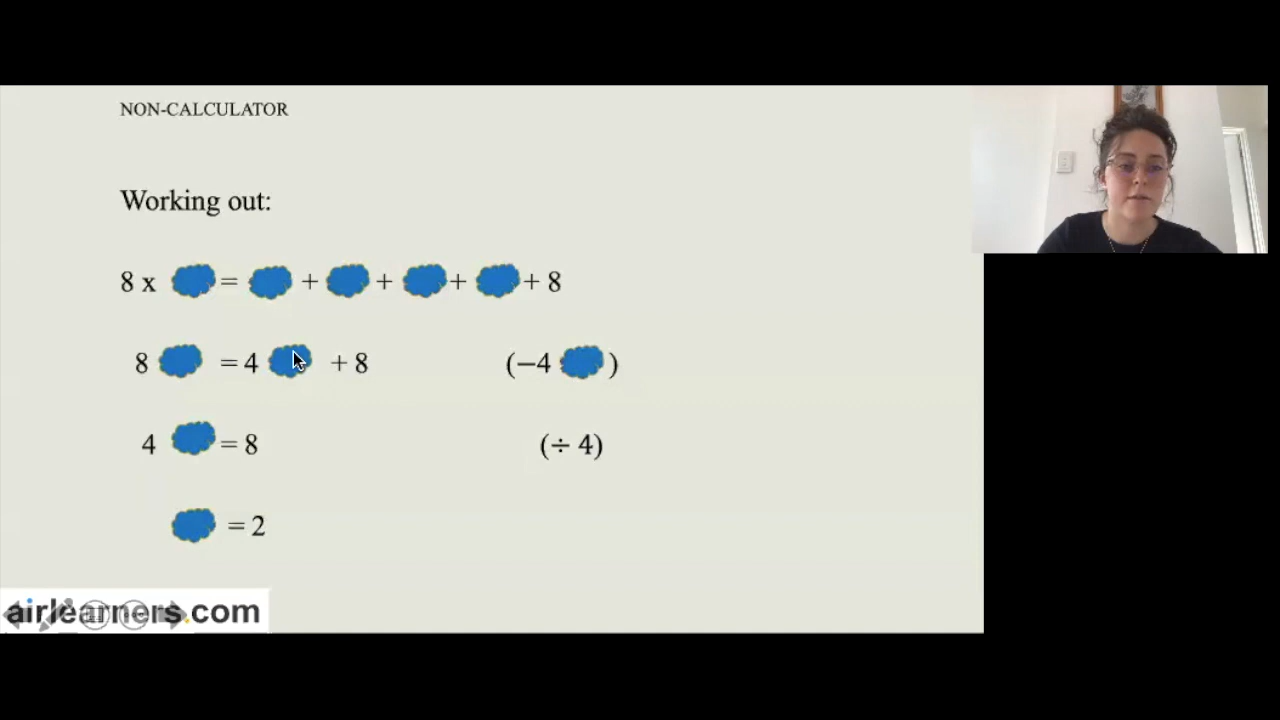 NON-CALCULATOR
Working out:
8 x = + + + + 8
8 = 4 + 8 (−4 )
4 = 8 (÷ 4)
= 2
airlearners.com